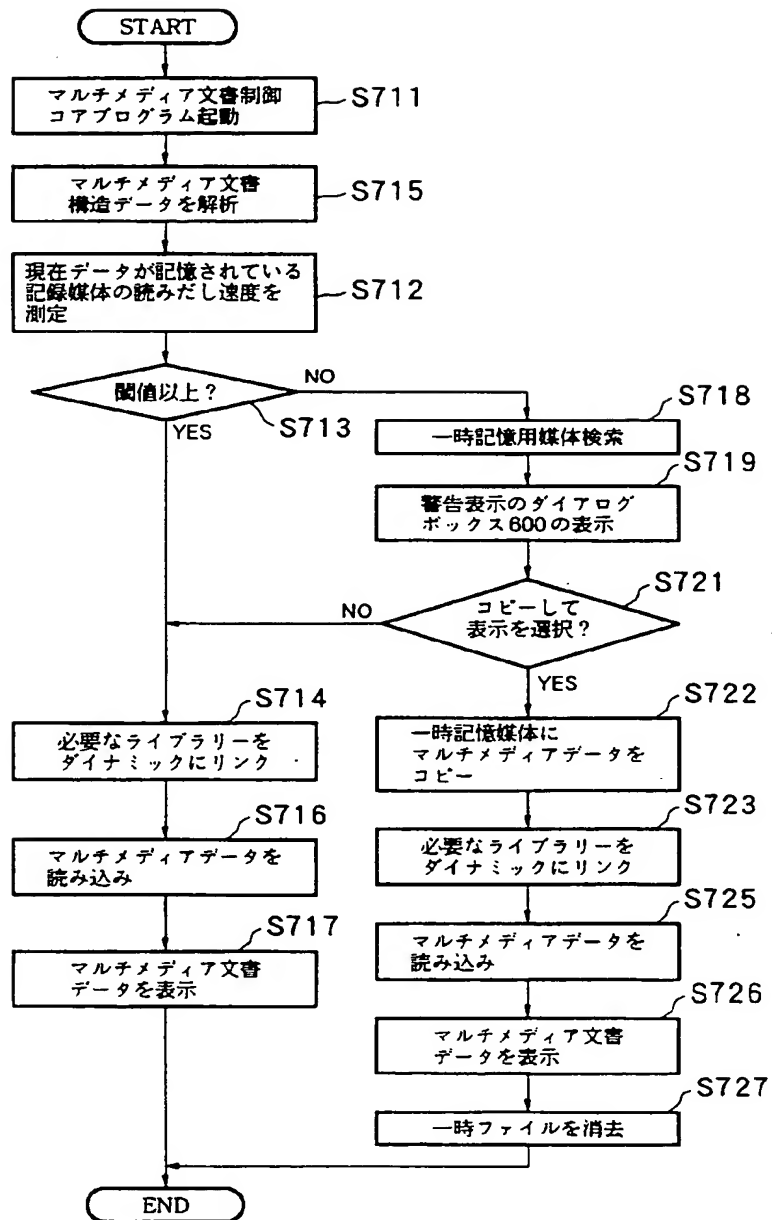 START
マルチメディア文書制御
コアプログラム起動
S711
マルチメディア文書
構造データを解析
S715
現在データが記憶されている
記録媒体の読みだし速度を
測定
S712
閾値以上？
NO
S713
YES
S718
一時記憶用媒体検索
S719
警告表示のダイアログ
ボックス600の表示
S721
コピーして
表示を選択？
NO
YES
S714
必要なライブラリーを
ダイナミックにリンク
S716
マルチメディアデータを
読み込み
S717
マルチメディア文書
データを表示
S722
一時記憶媒体に
マルチメディアデータを
コピー
S723
必要なライブラリーを
ダイナミックにリンク
S725
マルチメディアデータを
読み込み
S726
マルチメディア文書
データを表示
S727
一時ファイルを消去
END